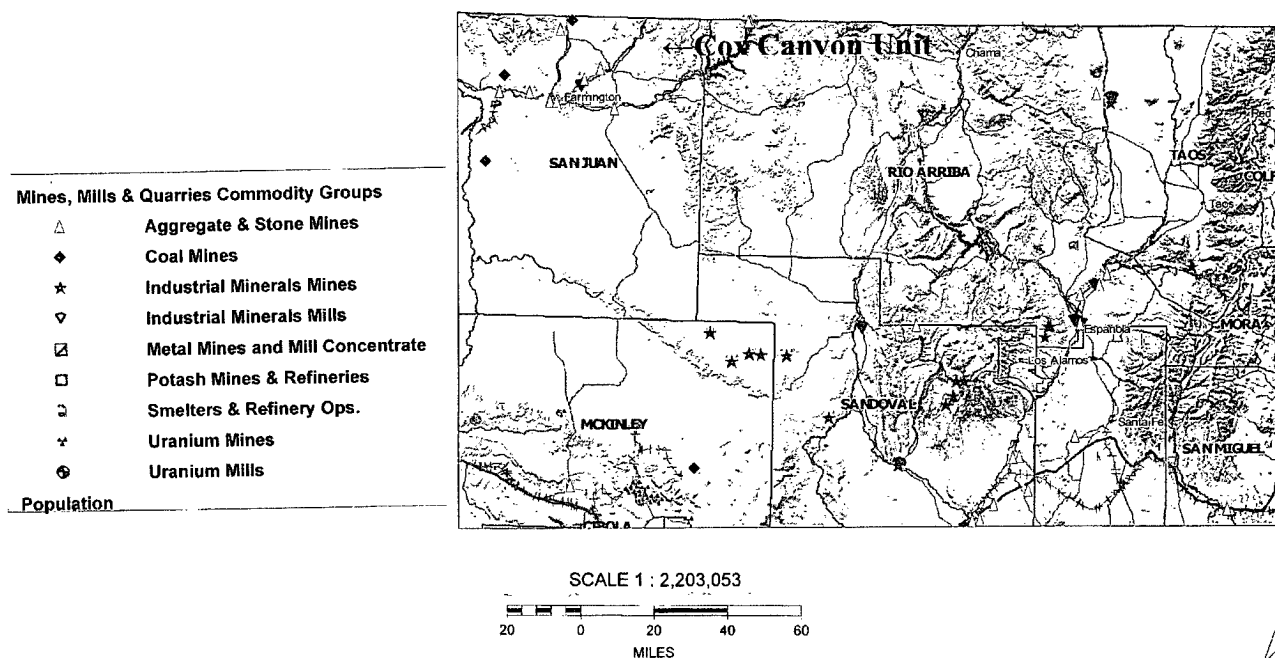 ←Cox Canyon Unit
Chama
Farmington
Red
SAN JUAN
TAOS
RIO ARRIBA
COLF
Taos
Mines, Mills & Quarries Commodity Groups
Aggregate & Stone Mines
Coal Mines
Industrial Minerals Mines
Industrial Minerals Mills
Metal Mines and Mill Concentrate
Potash Mines & Refineries
Smelters & Refinery Ops.
Uranium Mines
Uranium Mills
Population
Espanola
MORA
Los Alamos
SANDOVAL
MCKINLEY
Santa Fe
SAN MIGUEL
CIBOLA
SCALE 1 : 2,203,053
20 0 20 40 60
MILES